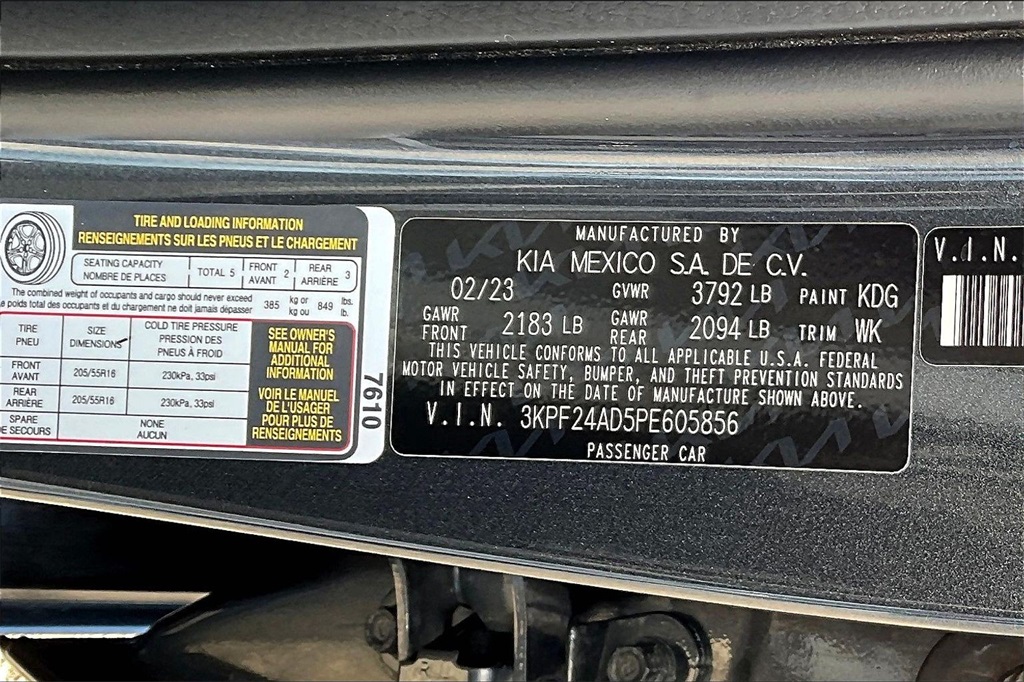 TIRE AND LOADING INFORMATION
RENSEIGNEMENTS SUR LES PNEUS ET LE CHARGEMENT
SEATING CAPACITY
NOMBRE DE PLACES
TOTAL 5
FRONT
AVANT 2
REAR
ARRIÈRE 3
The combined weight of occupants and cargo should never exceed 385 kg or 849 lbs.
poids total des occupants et du chargement ne doit jamais dépasser kg ou lb.
TIRE
PNEU
SIZE
DIMENSIONS
COLD TIRE PRESSURE
PRESSION DES
PNEUS À FROID
FRONT
AVANT
205/55R16
230kPa, 33psi
REAR
ARRIÈRE
205/55R16
230kPa, 33psi
SPARE
DE SECOURS
NONE
AUCUN
SEE OWNER'S
MANUAL FOR
ADDITIONAL
INFORMATION
VOIR LE MANUEL
DE L'USAGER
POUR PLUS DE
RENSEIGNEMENTS
7610
MANUFACTURED BY
KIA MEXICO S.A. DE C.V.
02/23 GVWR 3792 LB PAINT KDG
GAWR
FRONT 2183 LB
GAWR
REAR 2094 LB TRIM WK
THIS VEHICLE CONFORMS TO ALL APPLICABLE U.S.A. FEDERAL
MOTOR VEHICLE SAFETY, BUMPER, AND THEFT PREVENTION STANDARDS
IN EFFECT ON THE DATE OF MANUFACTURE SHOWN ABOVE.
V.I.N. 3KPF24AD5PE605856
PASSENGER CAR
V.I.N.